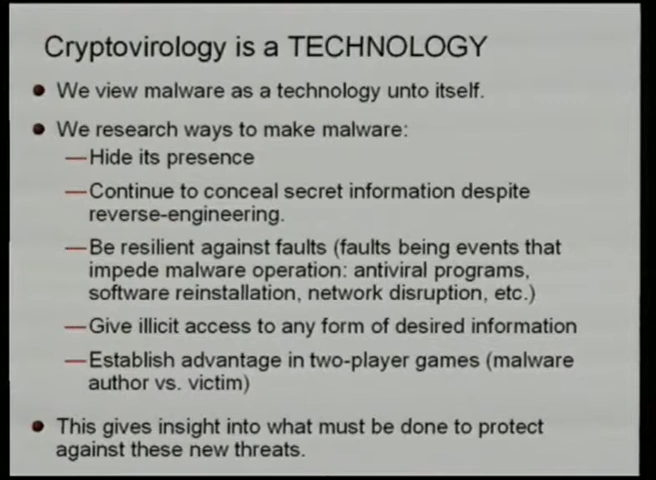 Cryptovirology is a TECHNOLOGY
We view malware as a technology unto itself.
We research ways to make malware:
—Hide its presence
—Continue to conceal secret information despite
reverse-engineering.
—Be resilient against faults (faults being events that
impede malware operation: antiviral programs,
software reinstallation, network disruption, etc.)
—Give illicit access to any form of desired information
—Establish advantage in two-player games (malware
author vs. victim)
This gives insight into what must be done to protect
against these new threats.